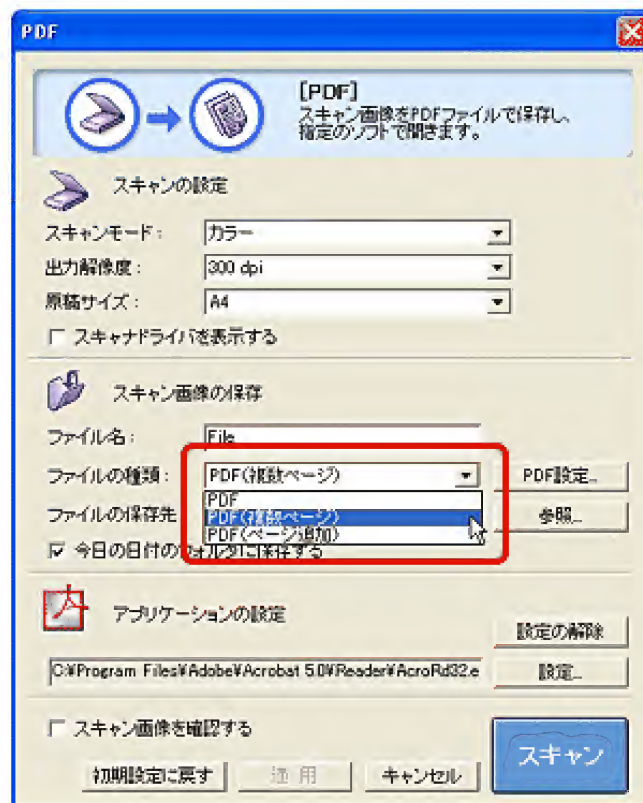 PDF
[PDF]
スキャン画像をPDFファイルで保存し、
指定のソフトで開きます。
スキャンの設定
スキャンモード: カラー
出力解像度: 300 dpi
原稿サイズ: A4
スキャナドライバを表示する
スキャン画像の保存
ファイル名: File
ファイルの種類: PDF(複数ページ) PDF設定...
PDF
ファイルの保存先 PDF(複数ページ) 参照...
PDF(ページ追加)
今日の日付のフォルダに保存する
アプリケーションの設定
設定の解除
C:¥Program Files¥Adobe¥Acrobat 5.0¥Reader¥AcroRd32.e 設定...
スキャン画像を確認する
スキャン
初期設定に戻す 適用 キャンセル